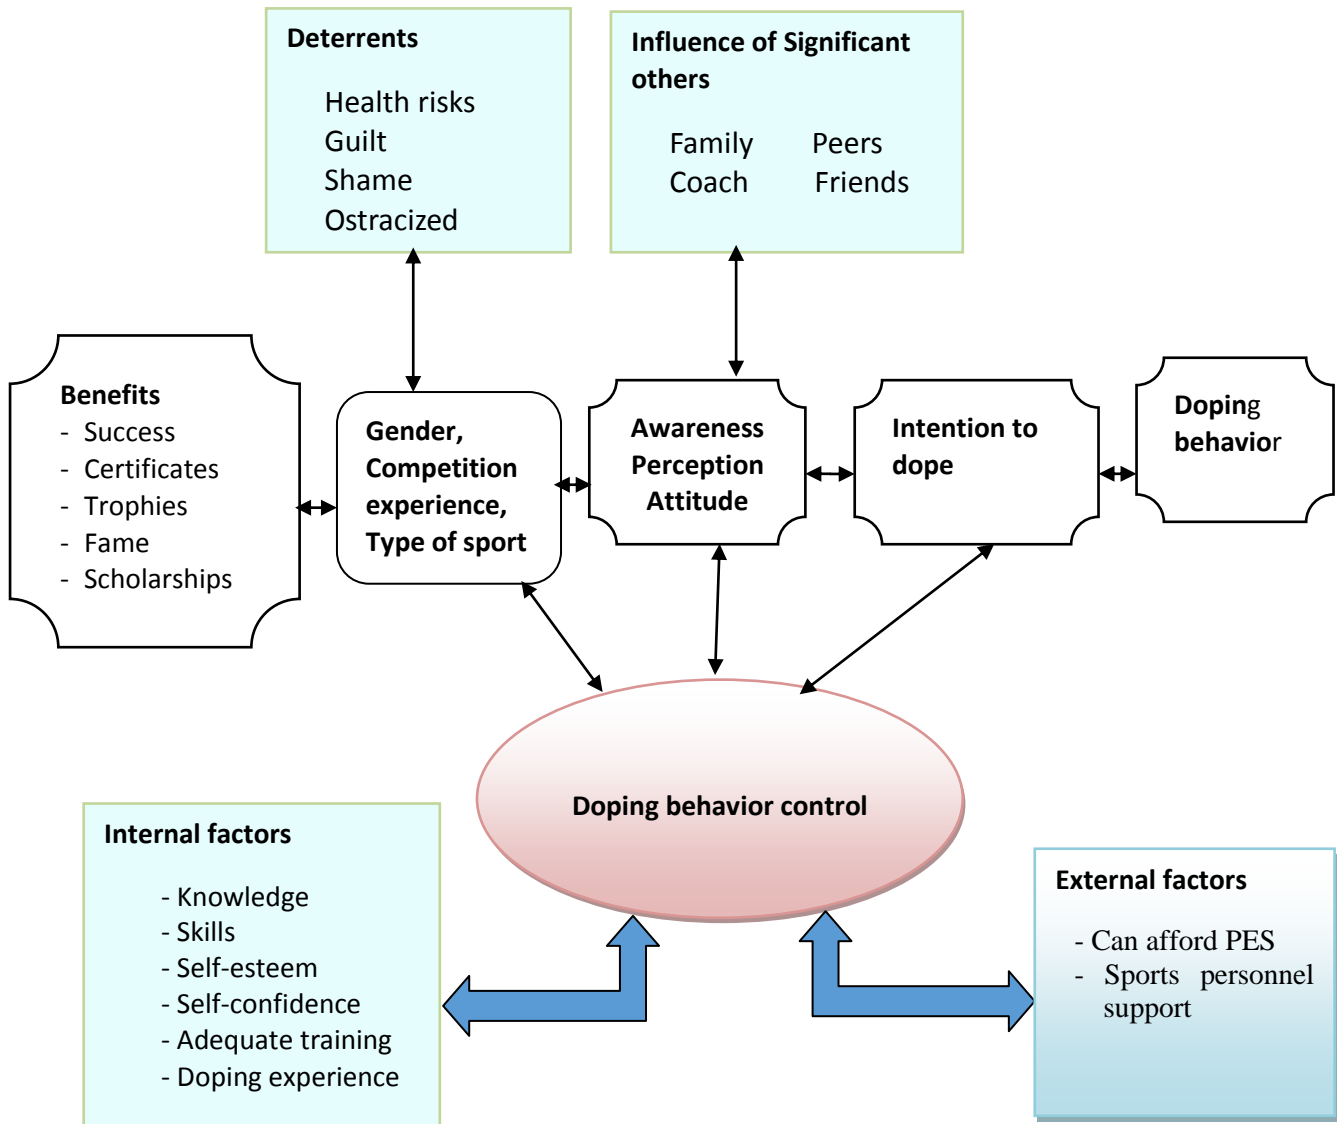 Deterrents
Health risks
Guilt
Shame
Ostracized
Influence of Significant
others
Family Peers
Coach Friends
Benefits
- Success
- Certificates
- Trophies
- Fame
- Scholarships
Gender,
Competition
experience,
Type of sport
Awareness
Perception
Attitude
Intention to
dope
Doping
behavior
Doping behavior control
Internal factors
- Knowledge
- Skills
- Self-esteem
- Self-confidence
- Adequate training
- Doping experience
External factors
- Can afford PES
- Sports personnel
support